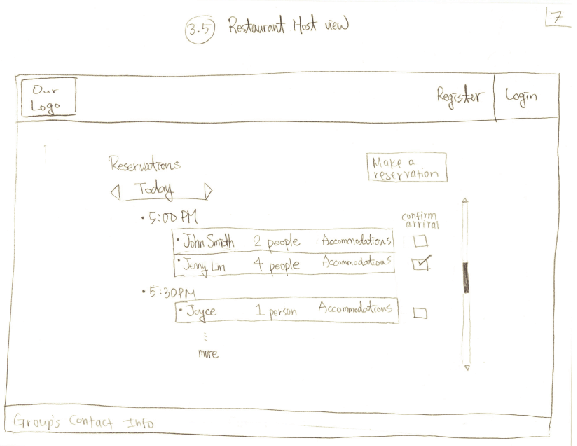 7
3.5 Restaurant Host view
Our
Logo
Register Login
Reservations
Make a
reservation
Today
• 5:00 PM
confirm
arrival
• John Smith 2 people Accommodations
• Jenny Lin 4 people Accommodations
• 5:30PM
• Joyce 1 person Accommodations
more
Group's Contact Info